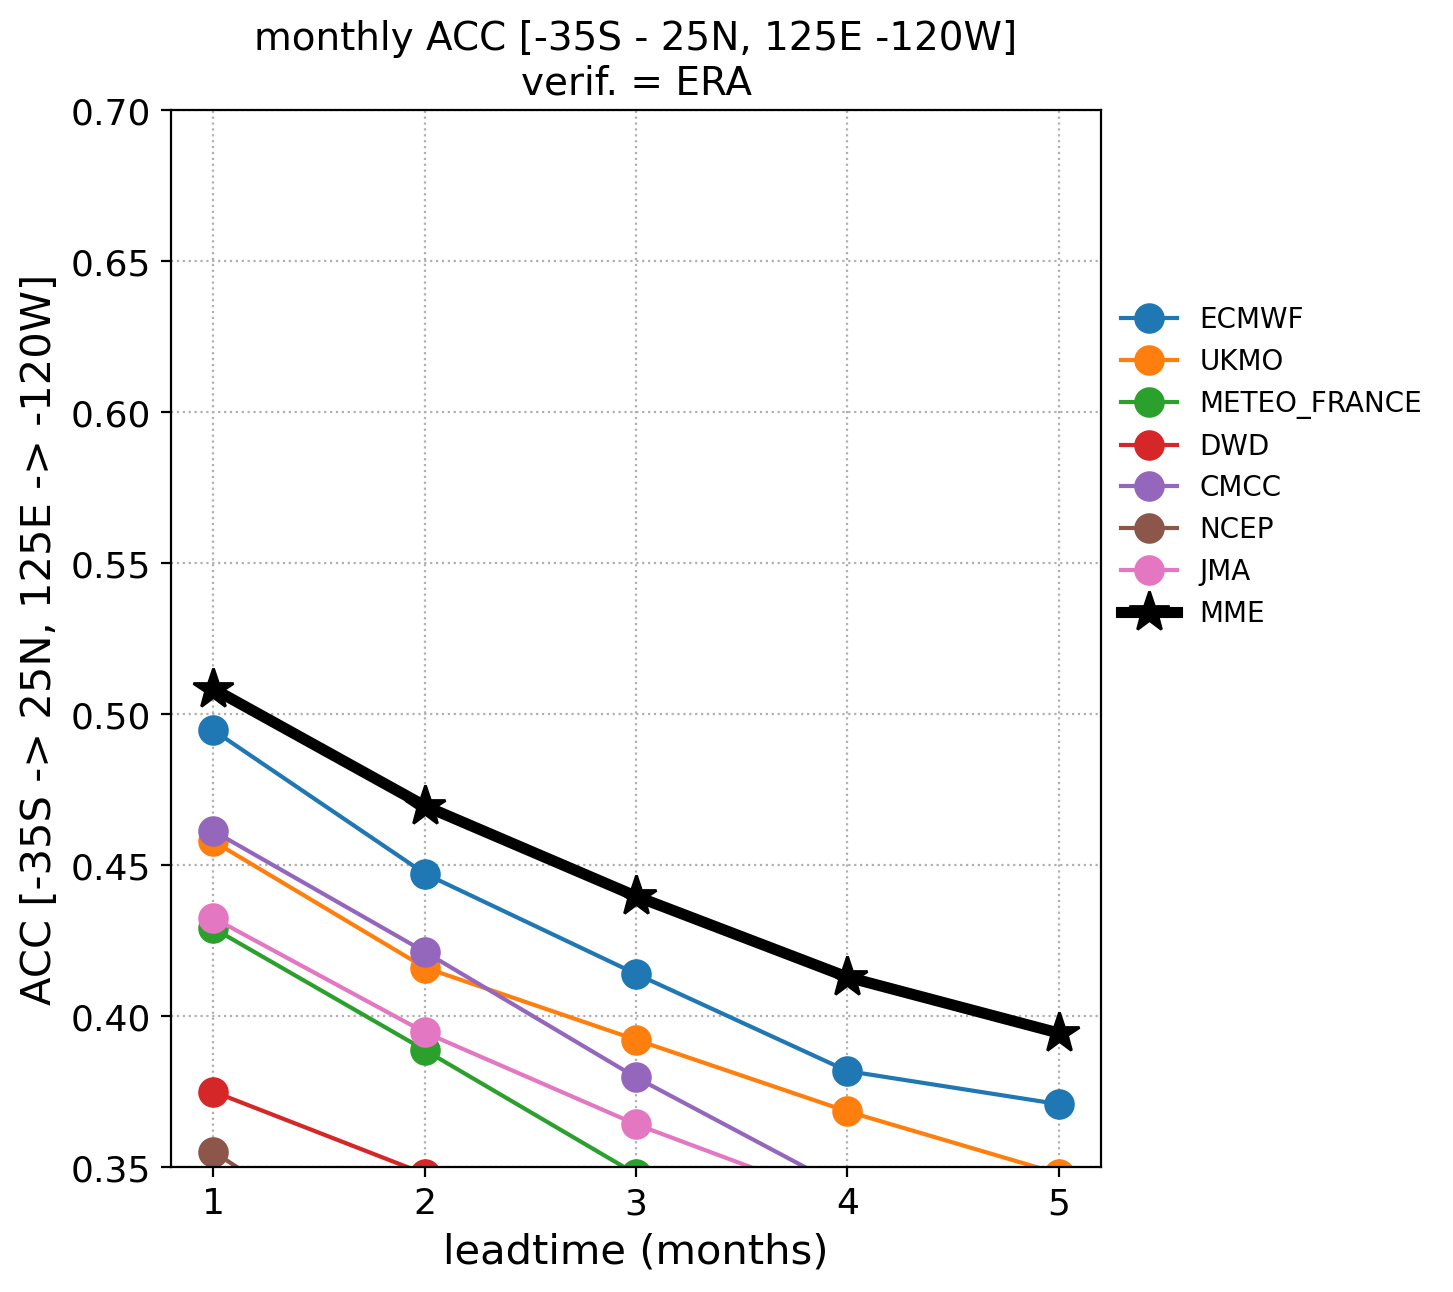 monthly ACC [-35S - 25N, 125E -120W]
verif. = ERA
ACC [-35S -> 25N, 125E -> -120W]
0.70
0.65
0.60
0.55
0.50
0.45
0.40
0.35
1 2 3 4 5
leadtime (months)
ECMWF
UKMO
METEO_FRANCE
DWD
CMCC
NCEP
JMA
MME